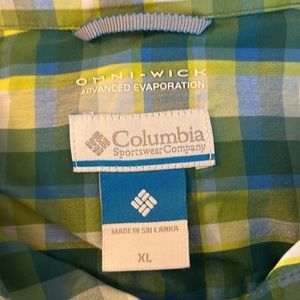 OMNI-WICK
ADVANCED EVAPORATION
Columbia
Sportswear Company
MADE IN SRI LANKA
XL